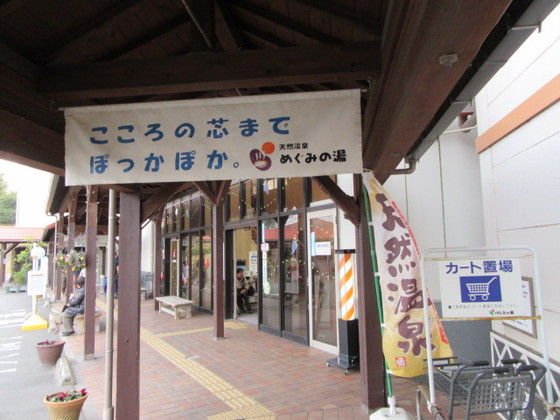 こころの芯まで
ぽっかぽか。
天然温泉
めぐみの湯
天然温泉
カート置場